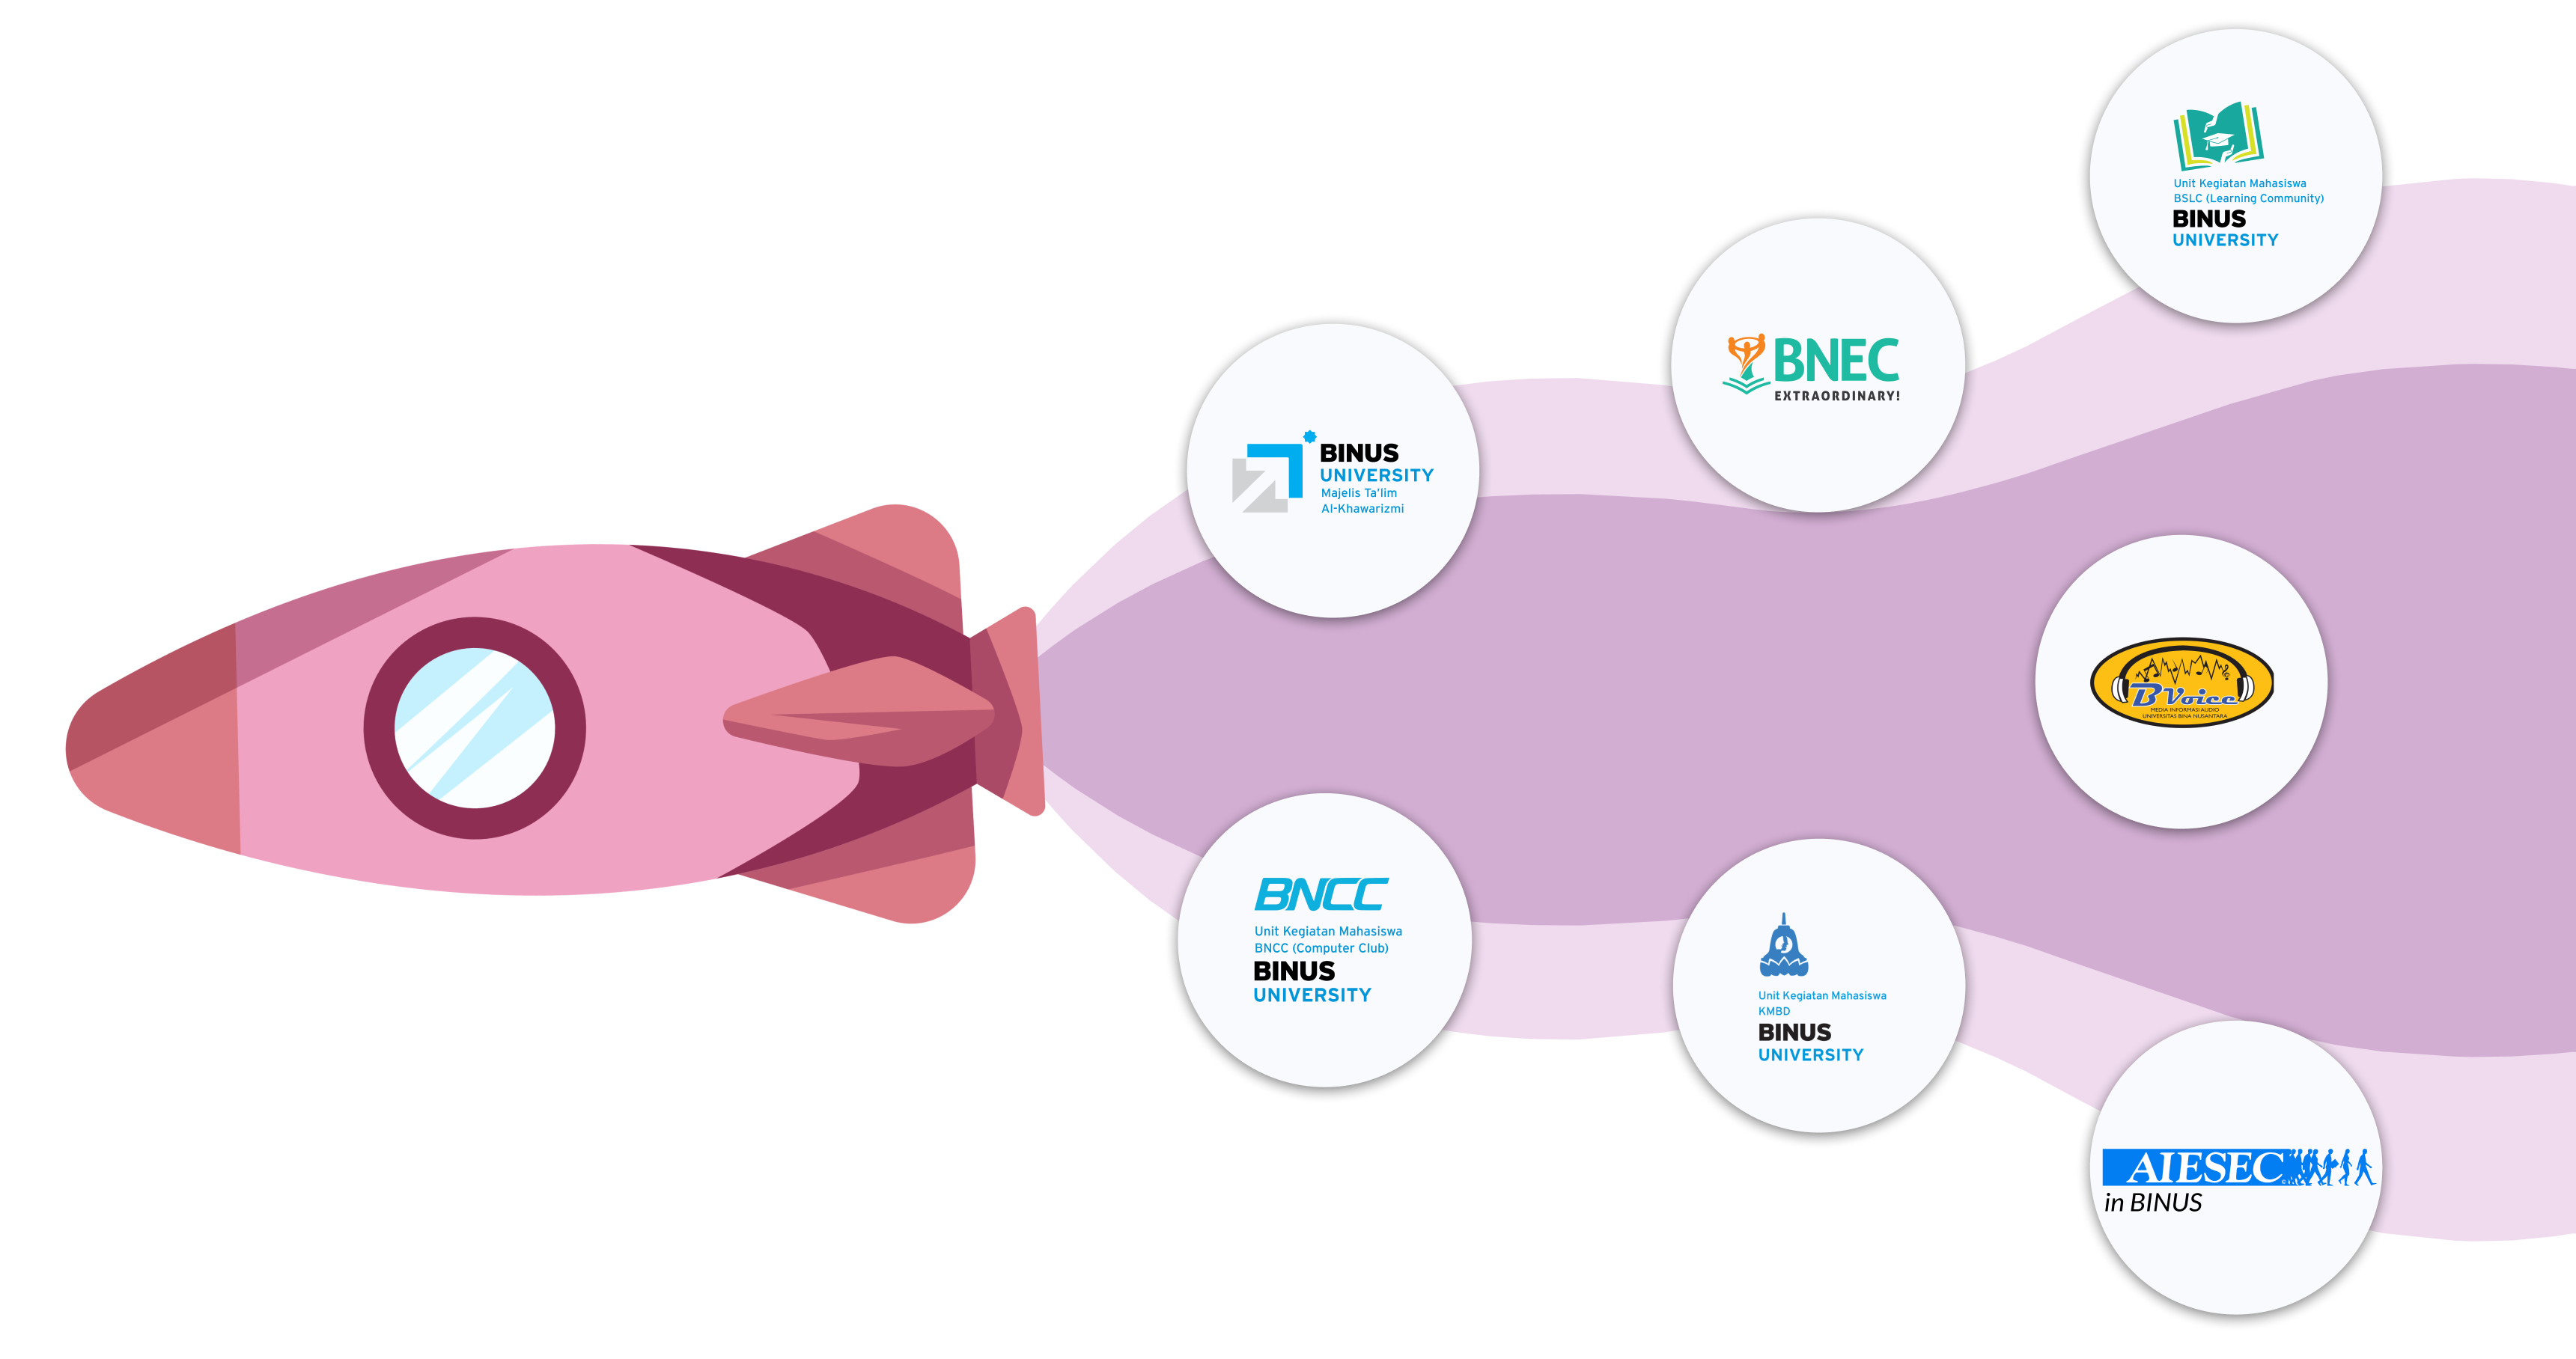 Unit Kegiatan Mahasiswa
BSLC (Learning Community)
BINUS
UNIVERSITY
BNEC
EXTRAORDINARY!
BINUS
UNIVERSITY
Majelis Ta'lim
Al-Khawarizmi
B Voice
MEDIA INFORMASI AUDIO
UNIVERSITAS BINA NUSANTARA
BNCC
Unit Kegiatan Mahasiswa
BNCC (Computer Club)
BINUS
UNIVERSITY
Unit Kegiatan Mahasiswa
KMBD
BINUS
UNIVERSITY
AIESEC
in BINUS